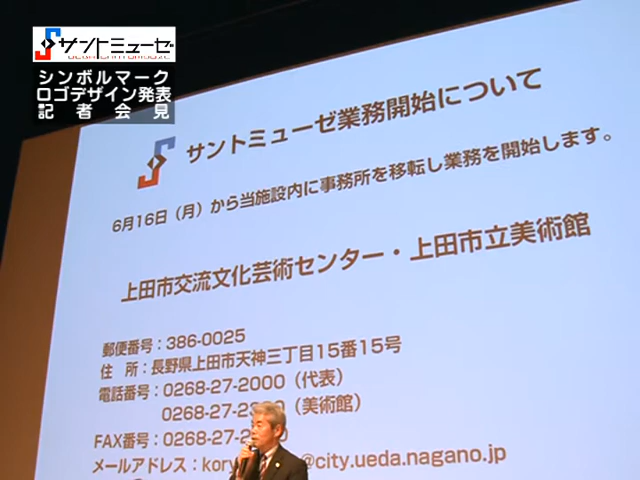 サントミューゼ
シンボルマーク
ロゴデザイン発表
記者会見
サントミューゼ業務開始について
6月16日（月）から当施設内に事務所を移転し業務を開始します。
上田市交流文化芸術センター・上田市立美術館
郵便番号：386-0025
住　所：長野県上田市天神三丁目15番15号
電話番号：0268-27-2000（代表）
0268-27-2300（美術館）
FAX番号：0268-27-2
メールアドレス：kory @city.ueda.nagano.jp